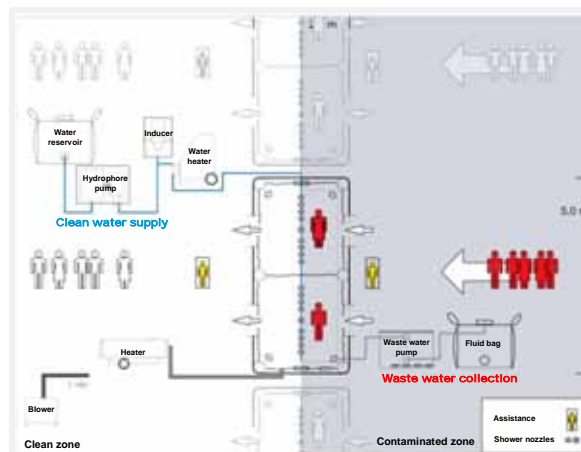 m
Water
reservoir
Inducer
Water
heater
Hydrophore
pump
Clean water supply
5.0
Heater
Waste water
pump
Fluid bag
Waste water collection
Blower
Assistance
Shower nozzles
Clean zone
Contaminated zone